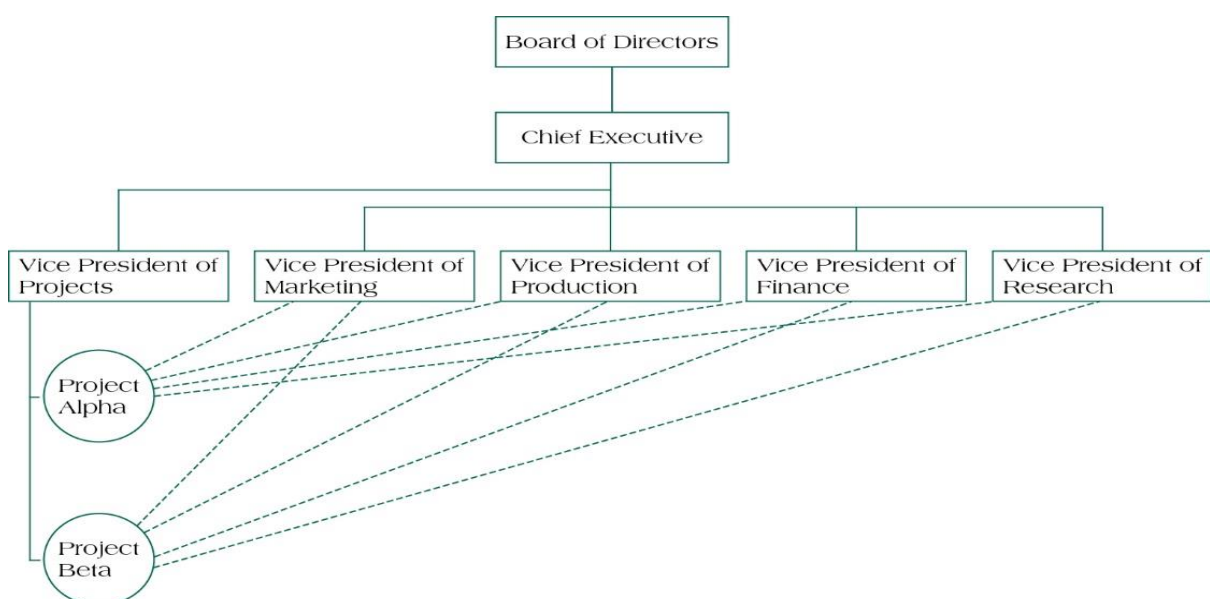 Board of Directors
Chief Executive
Vice President of
Projects
Vice President of
Marketing
Vice President of
Production
Vice President of
Finance
Vice President of
Research
Project
Alpha
Project
Beta